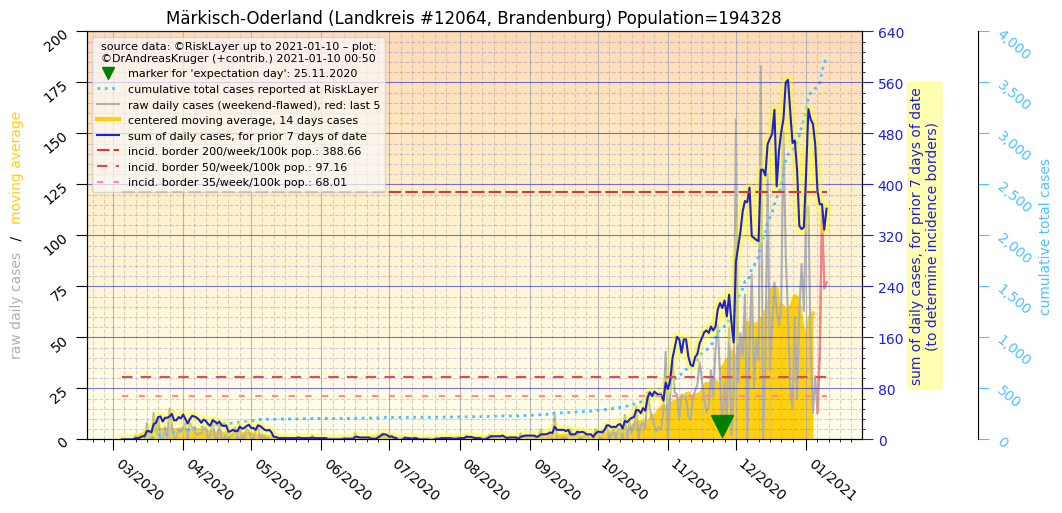 Märkisch-Oderland (Landkreis #12064, Brandenburg) Population=194328
source data: ©RiskLayer up to 2021-01-10 – plot:
©DrAndreasKruger (+contrib.) 2021-01-10 00:50
marker for 'expectation day': 25.11.2020
cumulative total cases reported at RiskLayer
raw daily cases (weekend-flawed), red: last 5
centered moving average, 14 days cases
sum of daily cases, for prior 7 days of date
incid. border 200/week/100k pop.: 388.66
incid. border 50/week/100k pop.: 97.16
incid. border 35/week/100k pop.: 68.01
raw daily cases / moving average
200
175
150
125
100
75
50
25
0
03/2020
04/2020
05/2020
06/2020
07/2020
08/2020
09/2020
10/2020
11/2020
12/2020
01/2021
640
560
480
400
320
240
160
80
0
sum of daily cases, for prior 7 days of date
(to determine incidence borders)
4,000
3,500
3,000
2,500
2,000
1,500
1,000
500
0
cumulative total cases